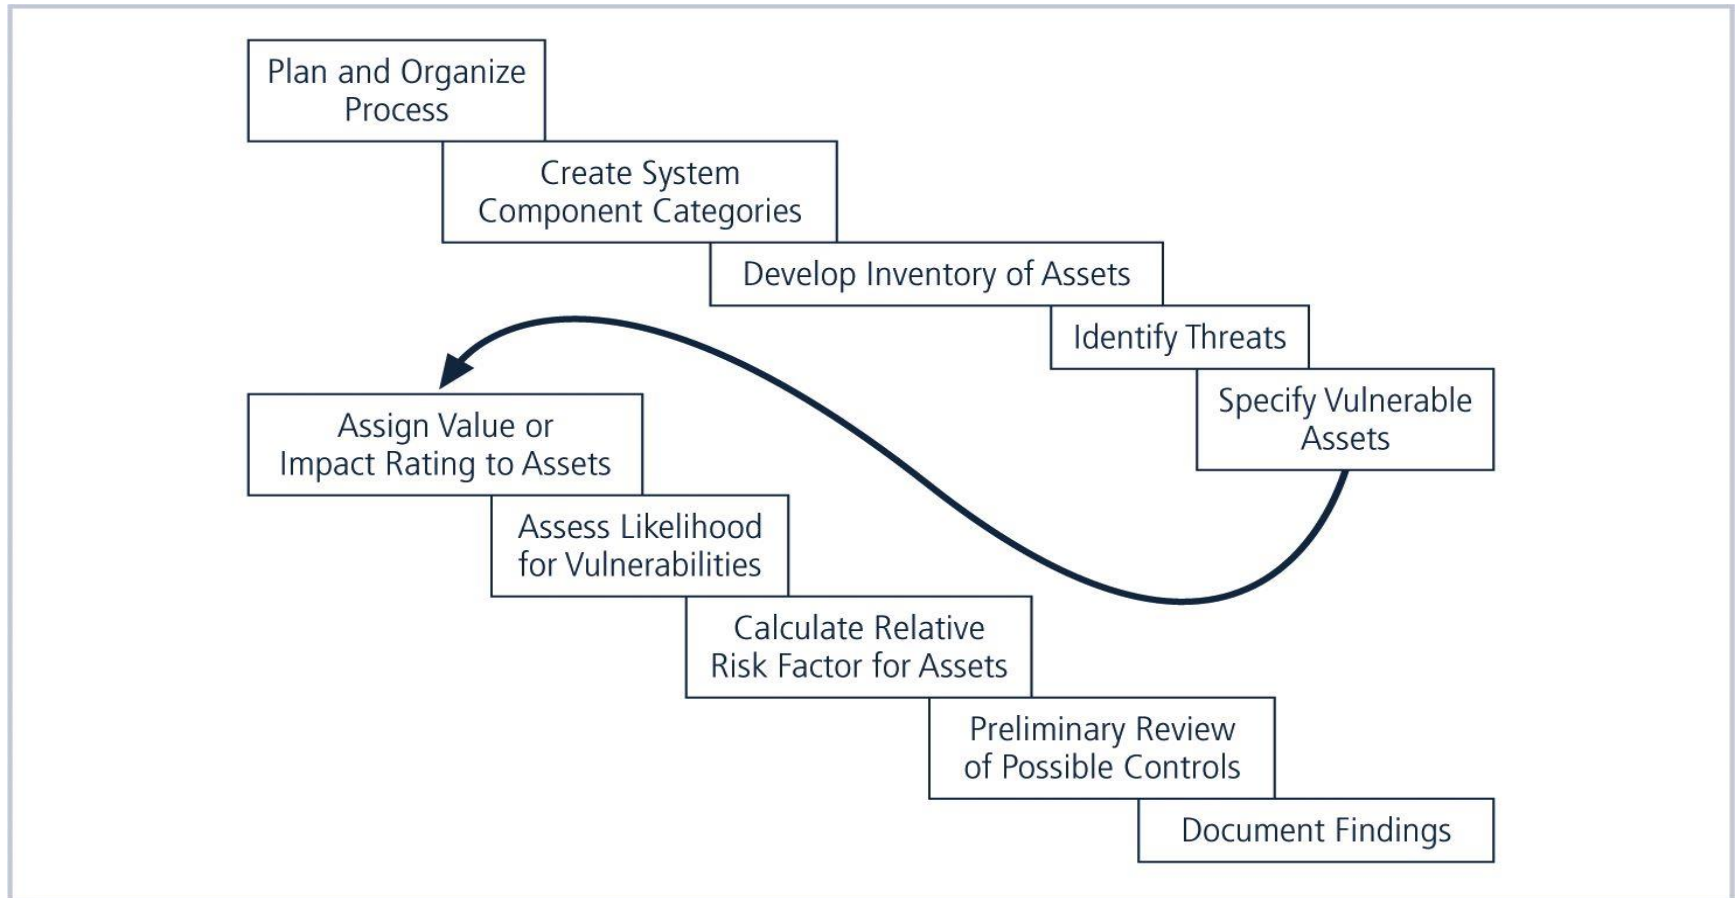 Plan and Organize
Process
Create System
Component Categories
Develop Inventory of Assets
Identify Threats
Specify Vulnerable
Assets
Assign Value or
Impact Rating to Assets
Assess Likelihood
for Vulnerabilities
Calculate Relative
Risk Factor for Assets
Preliminary Review
of Possible Controls
Document Findings